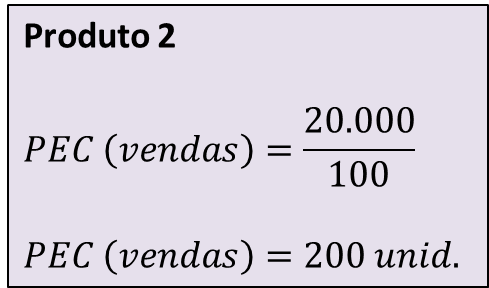 Produto 2
PEC (vendas) = 20.000 / 100
PEC (vendas) = 200 unid.